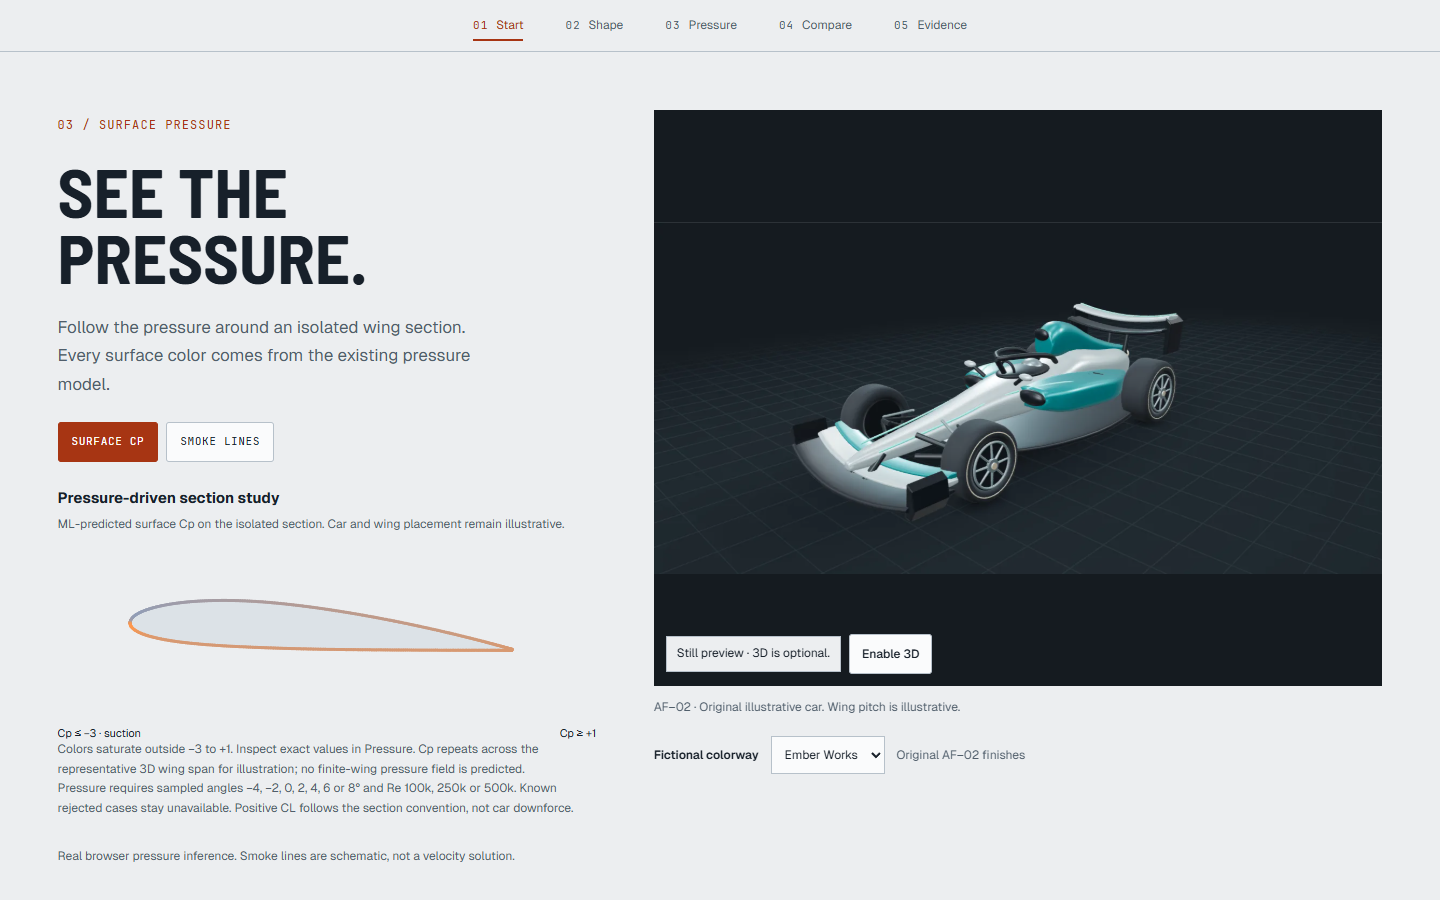 01 Start
02 Shape
03 Pressure
04 Compare
05 Evidence
03 / SURFACE PRESSURE
SEE THE
PRESSURE.
Follow the pressure around an isolated wing section.
Every surface color comes from the existing pressure
model.
SURFACE CP
SMOKE LINES
Pressure-driven section study
ML-predicted surface Cp on the isolated section. Car and wing placement remain illustrative.
Cp ≤ −3 · suction
Cp ≥ +1
Colors saturate outside −3 to +1. Inspect exact values in Pressure. Cp repeats across the
representative 3D wing span for illustration; no finite-wing pressure field is predicted.
Pressure requires sampled angles −4, −2, 0, 2, 4, 6 or 8° and Re 100k, 250k or 500k. Known
rejected cases stay unavailable. Positive CL follows the section convention, not car downforce.
Real browser pressure inference. Smoke lines are schematic, not a velocity solution.
Still preview · 3D is optional.
Enable 3D
AF–02 · Original illustrative car. Wing pitch is illustrative.
Fictional colorway
Ember Works
Original AF–02 finishes